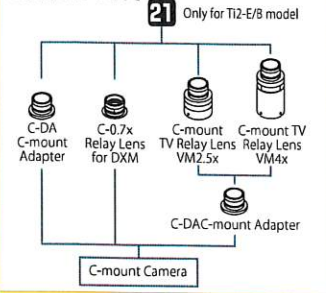 21 Only for Ti2-E/B model
C-DA
C-mount
Adapter
C-0.7x
Relay Lens
for DXM
C-mount
TV Relay Lens
VM2.5x
C-mount TV
Relay Lens
VM4x
C-DAC-mount Adapter
C-mount Camera